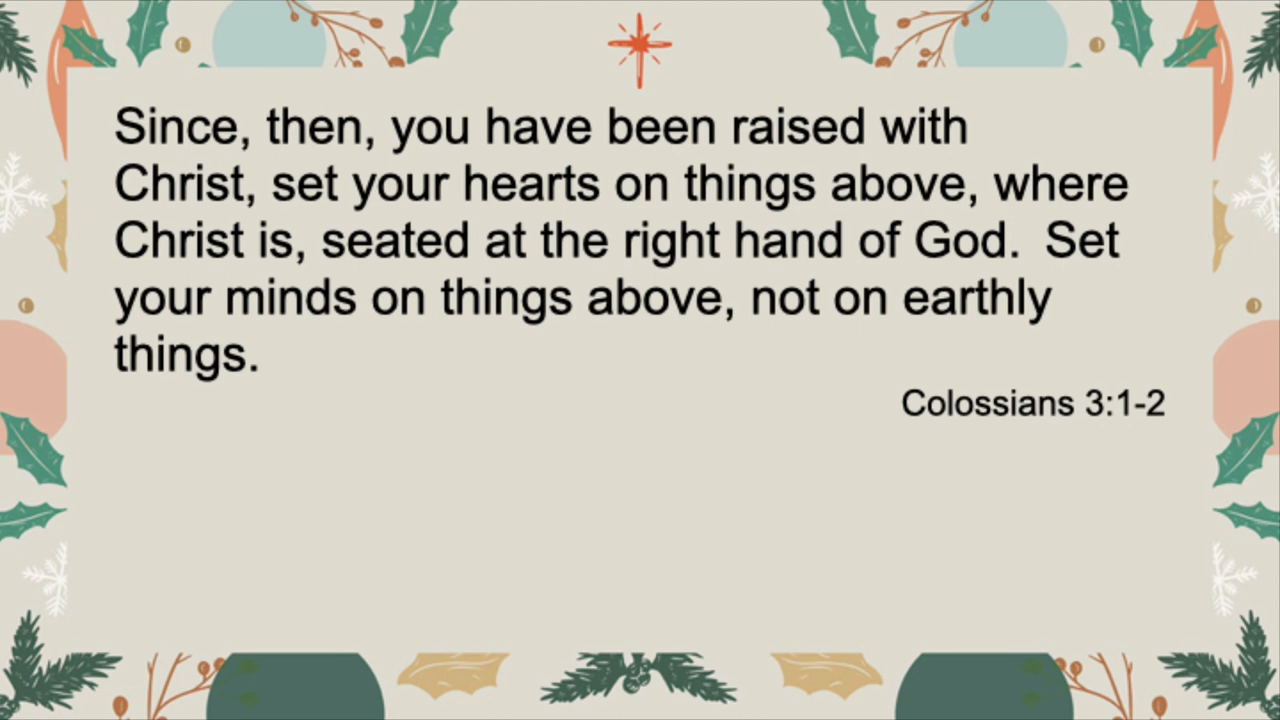 Since, then, you have been raised with
Christ, set your hearts on things above, where
Christ is, seated at the right hand of God.  Set
your minds on things above, not on earthly
things.
Colossians 3:1-2